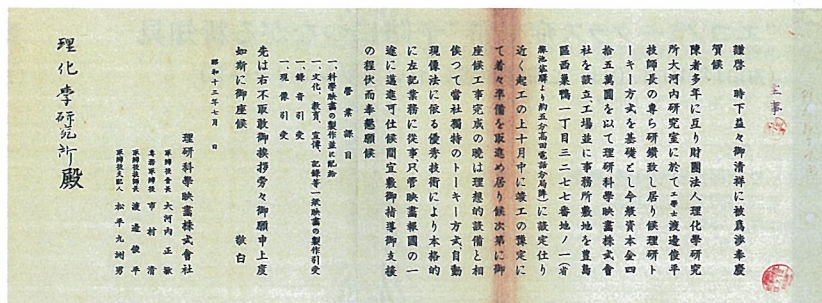 主事
謹啓　時下益々御清祥に被爲渉奉慶
賀候
陳者多年に亙り財團法人理化學研究
所大河内研究室に於て工學士渡邊俊平
技師長の專ら研鑽致し居り候理研ト
ーキー方式を基礎とし今般資本金四
拾五萬圓を以て理研科學映畫株式會
社を設立し工場並に事務所敷地を豊島
區西巢鴨一丁目三二七七番地ノ一(省
線池袋驛より約五分高田電話分局隣)に設定仕り
近く起工の上十月中に竣工の豫定に
て着々準備を取進め居り候次第に御
座候工事完成の曉は理想的設備と相
俟つて當社獨特のトーキー方式、自動
現像法に依る優秀技術により本格的
に左記業務に從事し只管映畫報國の一
途に邁進可仕候間宜敷御指導御支援
の程伏而奉懇願候
營業課目
一、科學映畫の製作並に配給
一、文化、教育、宣傳、記錄等一般映畫の製作引受
一、錄音引受
一、現像引受
先は右不取敢御挨拶旁々御願申上度
如斯に御座候　敬白
昭和十三年七月　日
理研科學映畫株式會社
取締役會長　大河内正敏
專務取締役　市村清
取締役技師長　渡邊俊平
取締役支配人　松平九洲男
理化學研究所殿